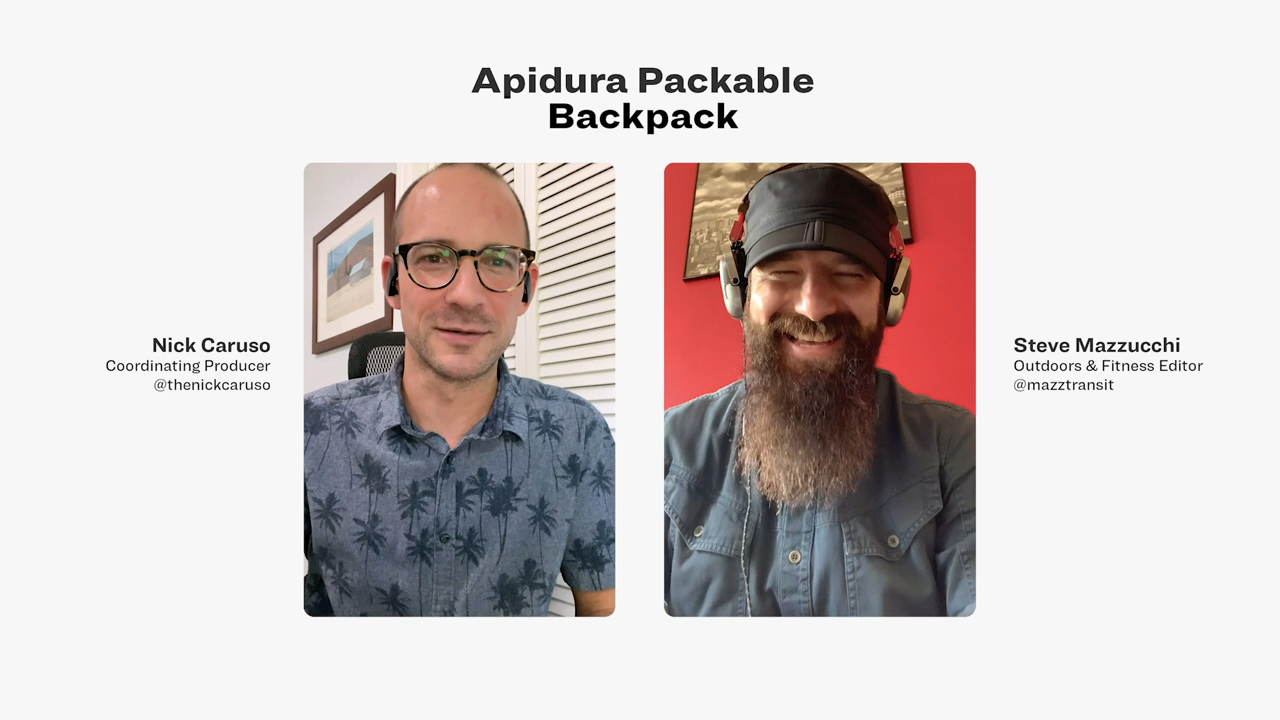 Apidura Packable
Backpack
Nick Caruso
Coordinating Producer
@thenickcaruso
Steve Mazzucchi
Outdoors & Fitness Editor
@mazztransit